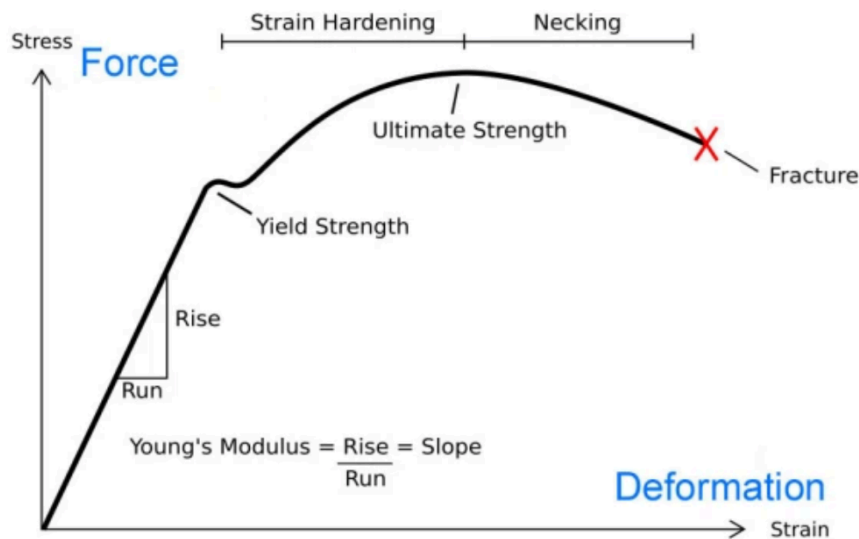 Strain Hardening
Necking
Stress
Force
Ultimate Strength
Fracture
Yield Strength
Rise
Run
Young's Modulus = Rise = Slope
Run
Deformation
Strain